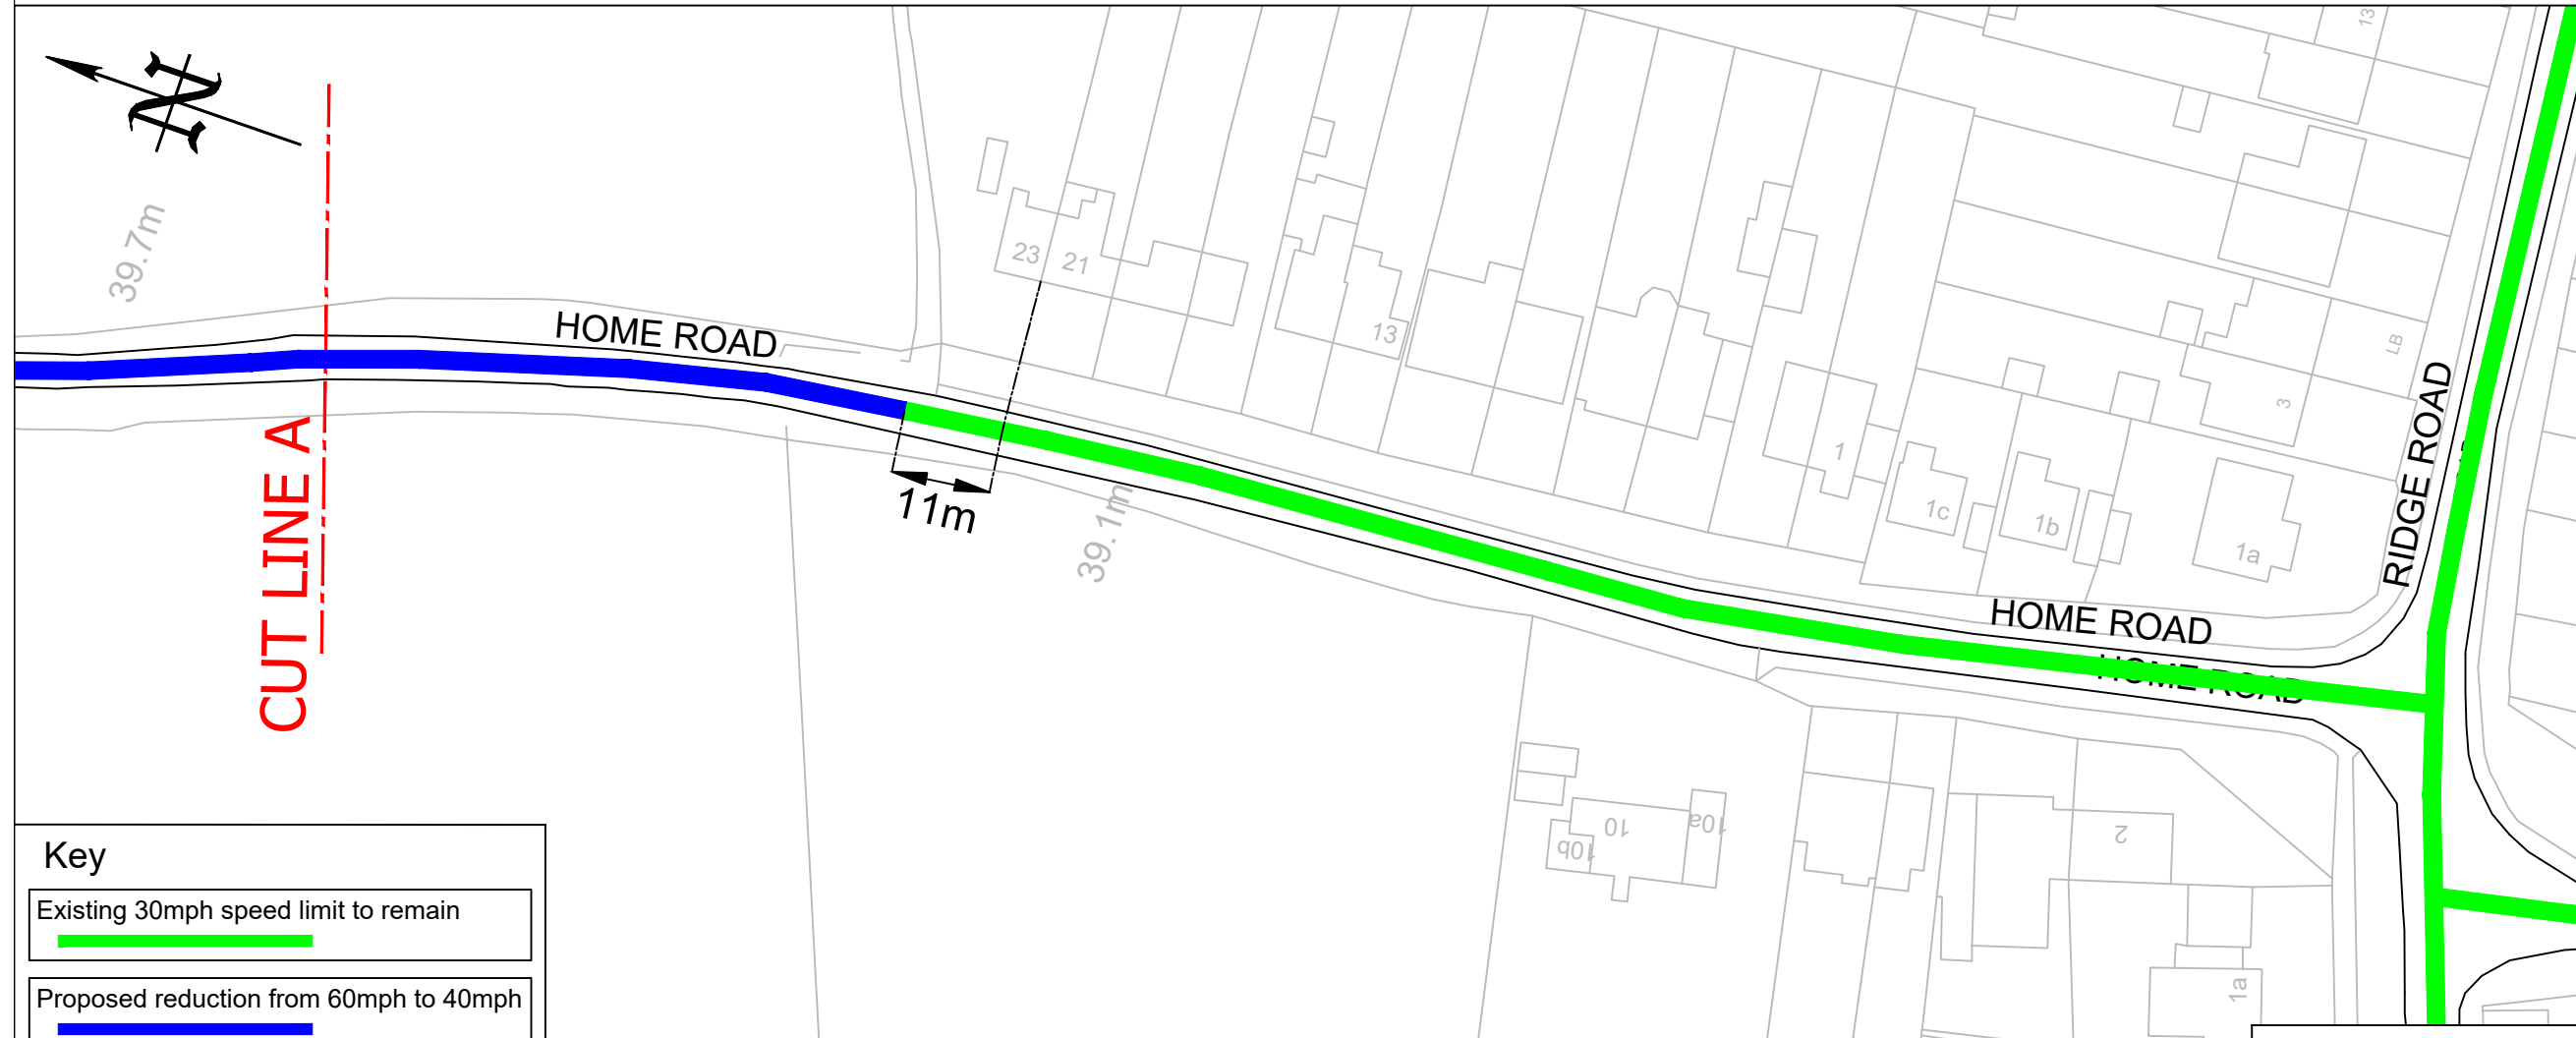 N
39.7m
CUT LINE A
HOME ROAD
23
21
13
13
11m
39.1m
1
1c
1b
1a
3
LB
RIDGE ROAD
HOME ROAD
HOME ROAD
10
10a
10b
2
1a
Key
Existing 30mph speed limit to remain
Proposed reduction from 60mph to 40mph